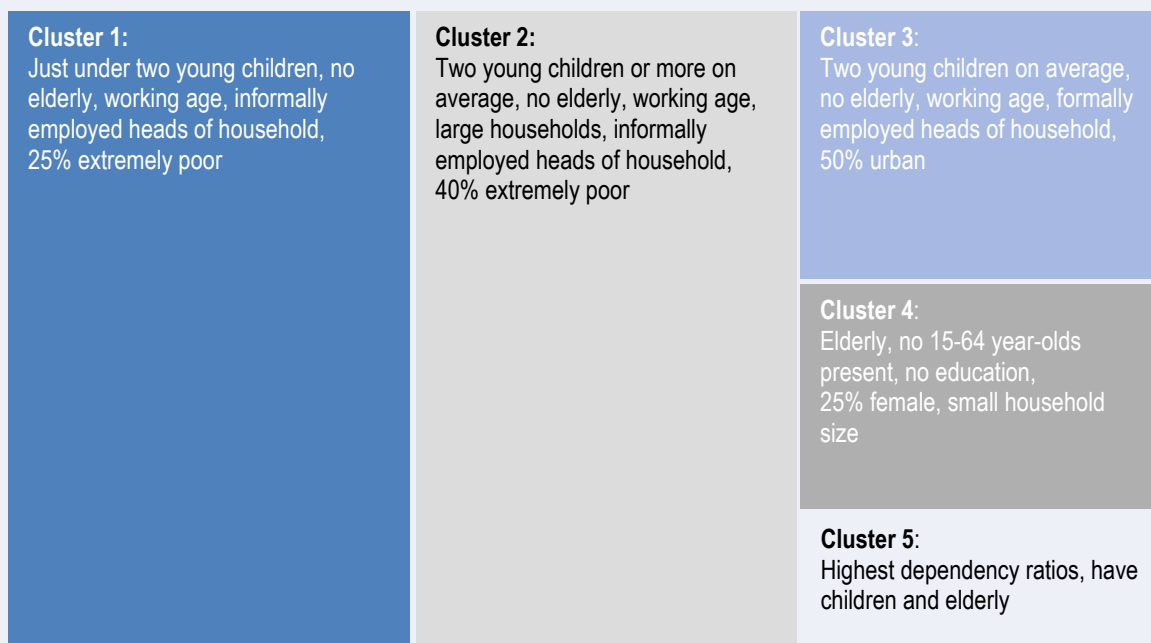 Cluster 1:
Just under two young children, no
elderly, working age, informally
employed heads of household,
25% extremely poor
Cluster 2:
Two young children or more on
average, no elderly, working age,
large households, informally
employed heads of household,
40% extremely poor
Cluster 3:
Two young children on average,
no elderly, working age, formally
employed heads of household,
50% urban
Cluster 4:
Elderly, no 15-64 year-olds
present, no education,
25% female, small household
size
Cluster 5:
Highest dependency ratios, have
children and elderly